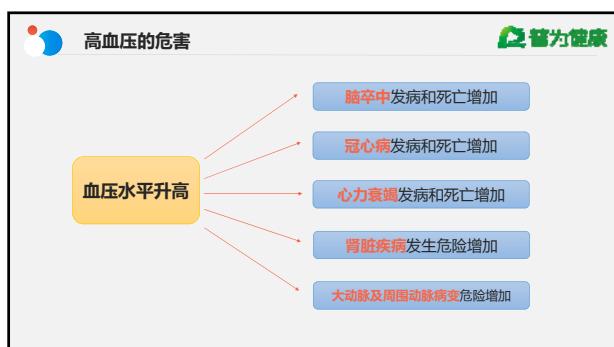 高血压的危害
普为健康
血压水平升高
脑卒中发病和死亡增加
冠心病发病和死亡增加
心力衰竭发病和死亡增加
肾脏疾病发生危险增加
大动脉及周围动脉病变危险增加